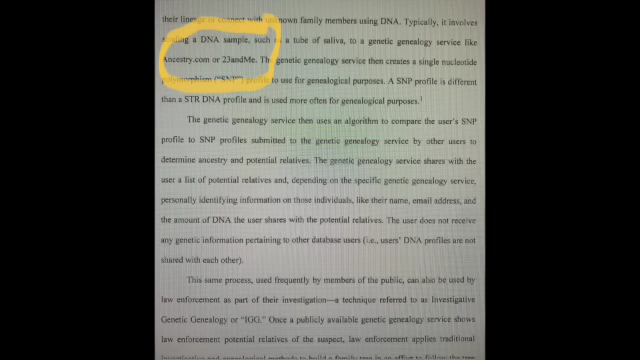 their lineage or connect with unknown family members using DNA. Typically, it involves
sending a DNA sample, such as a tube of saliva, to a genetic genealogy service like
Ancestry.com or 23andMe. The genetic genealogy service then creates a single nucleotide
polymorphism ("SNP") profile to use for genealogical purposes. A SNP profile is different
than a STR DNA profile and is used more often for genealogical purposes.1
The genetic genealogy service then uses an algorithm to compare the user's SNP
profile to SNP profiles submitted to the genetic genealogy service by other users to
determine ancestry and potential relatives. The genetic genealogy service shares with the
user a list of potential relatives and, depending on the specific genetic genealogy service,
personally identifying information on those individuals, like their name, email address, and
the amount of DNA the user shares with the potential relatives. The user does not receive
any genetic information pertaining to other database users (i.e., users' DNA profiles are not
shared with each other).
This same process, used frequently by members of the public, can also be used by
law enforcement as part of their investigation—a technique referred to as Investigative
Genetic Genealogy or "IGG." Once a publicly available genetic genealogy service shows
law enforcement potential relatives of the suspect, law enforcement applies traditional